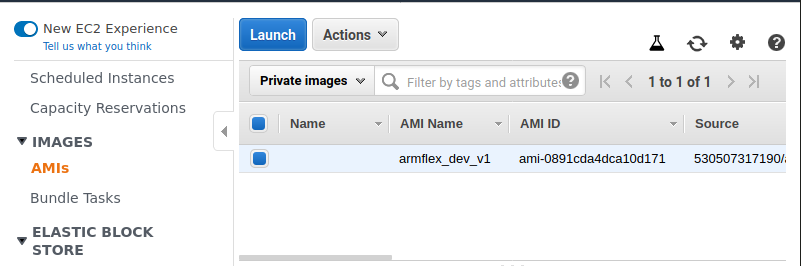 New EC2 Experience
Tell us what you think
Scheduled Instances
Capacity Reservations
IMAGES
AMIs
Bundle Tasks
ELASTIC BLOCK
STORE
Launch Actions
Private images Filter by tags and attributes 1 to 1 of 1
Name AMI Name AMI ID Source
armflex_dev_v1 ami-0891cda4dca10d171 530507317190/